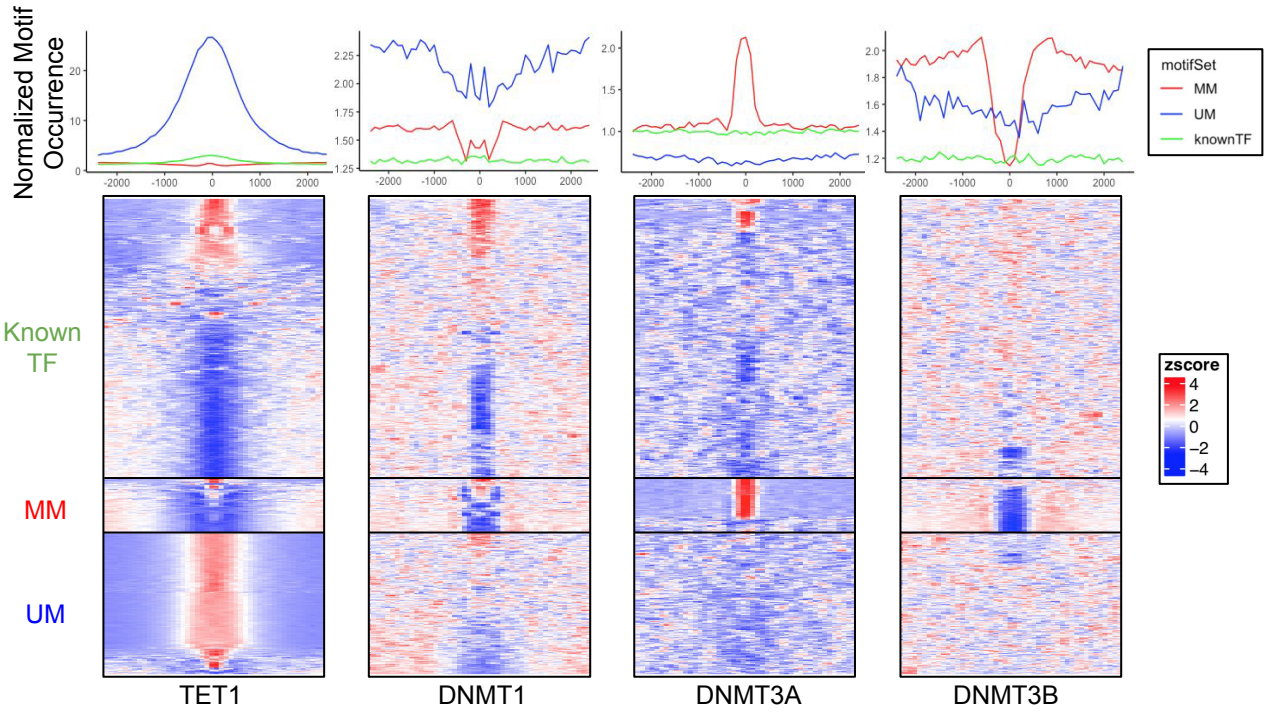 Normalized Motif
Occurrence
20
10
0
-2000 -1000 0 1000 2000
2.25
2.00
1.75
1.50
1.25
-2000 -1000 0 1000 2000
2.0
1.5
1.0
-2000 -1000 0 1000 2000
2.0
1.8
1.6
1.4
1.2
-2000 -1000 0 1000 2000
motifSet
MM
UM
knownTF
Known
TF
MM
UM
zscore
4
2
0
−2
−4
TET1 DNMT1 DNMT3A DNMT3B